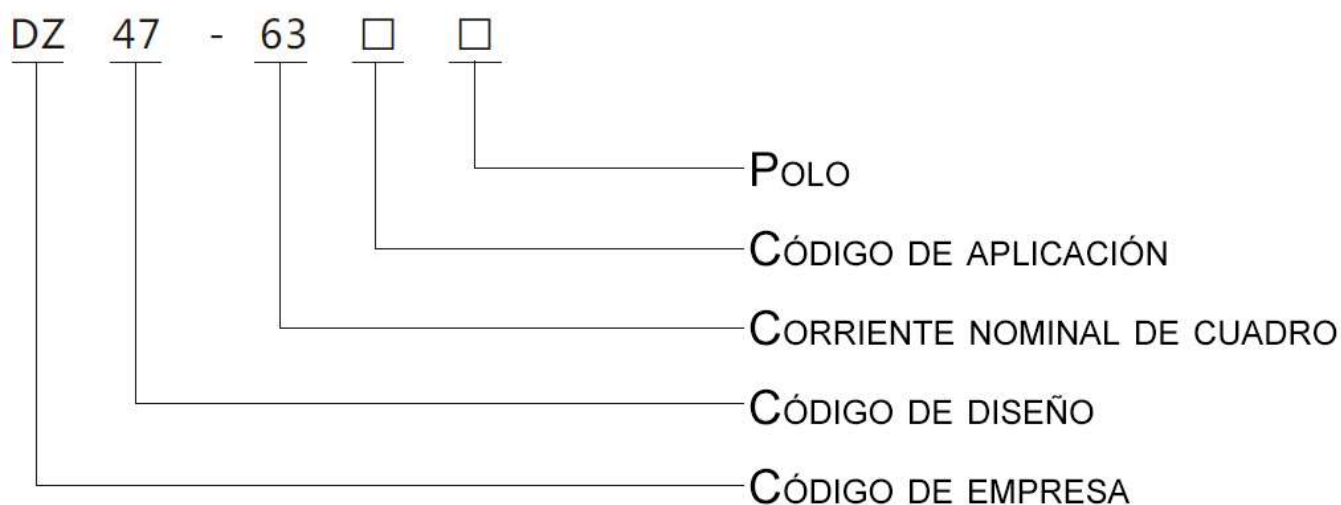 DZ 47 - 63 □ □
Polo
Código de aplicación
Corriente nominal de cuadro
Código de diseño
Código de empresa